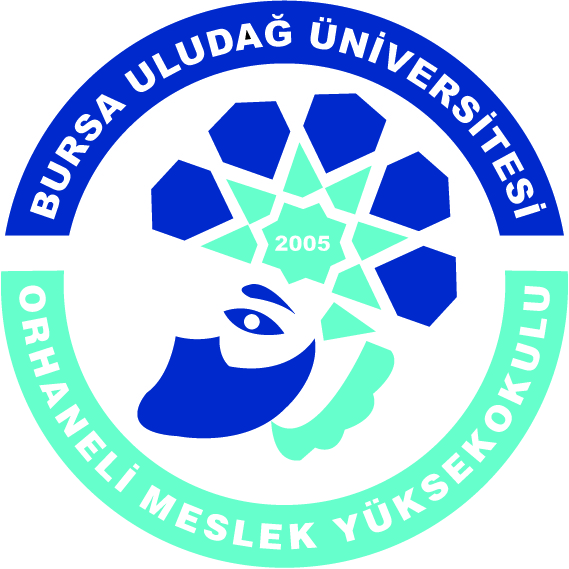 BURSA ULUDAĞ ÜNİVERSİTESİ
2005
ORHANELİ MESLEK YÜKSEKOKULU